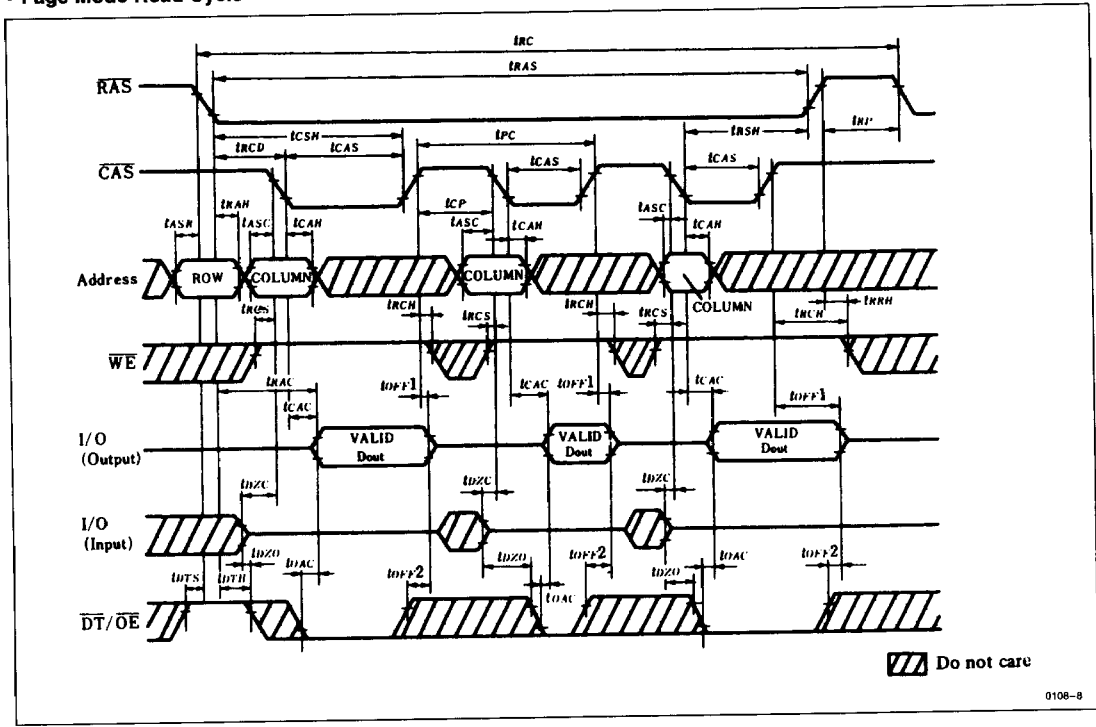 • Page Mode Read Cycle
tRC
tRAS
RAS
tCSH tPC tRSH tRP
tRCD tCAS tCAS tCAS
CAS
tASR tRAH tASC tCAH tCP tASC tCAH tASC tCAH
Address ROW COLUMN COLUMN COLUMN
tRCS tRCH tRCS tRCH tRCS tRCH tRRH
WE
tRAC tCAC tOFF1 tCAC tOFF1 tCAC tOFF1
I/O
(Output)
VALID
Dout
VALID
Dout
VALID
Dout
tDZC tDZC tDZC
I/O
(Input)
tDTS tDTH tDZO tOAC tOFF2 tDZO tOAC tOFF2 tDZO tOAC tOFF2
DT/OE
Do not care
0108-8